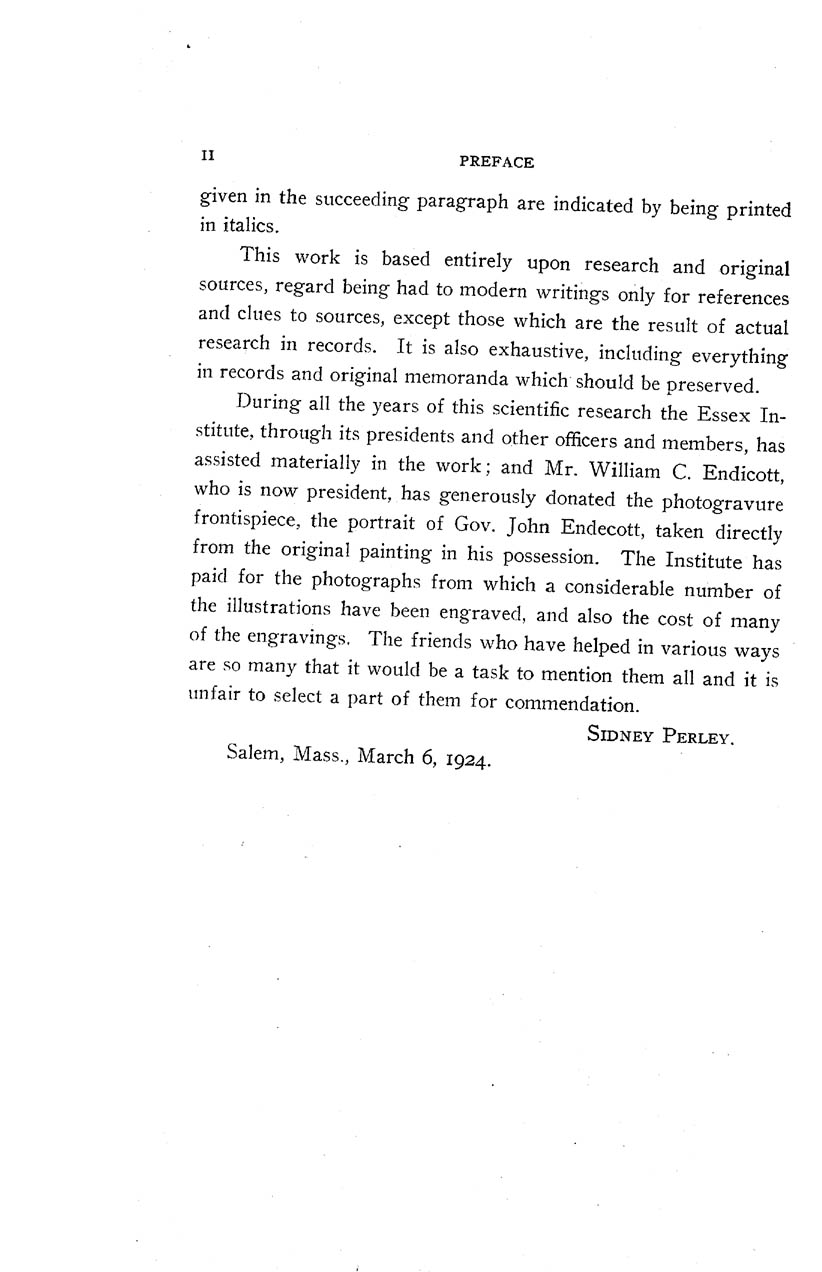 II PREFACE
given in the succeeding paragraph are indicated by being printed
in italics.
This work is based entirely upon research and original
sources, regard being had to modern writings only for references
and clues to sources, except those which are the result of actual
research in records. It is also exhaustive, including everything
in records and original memoranda which should be preserved.
During all the years of this scientific research the Essex In-
stitute, through its presidents and other officers and members, has
assisted materially in the work; and Mr. William C. Endicott,
who is now president, has generously donated the photogravure
frontispiece, the portrait of Gov. John Endecott, taken directly
from the original painting in his possession. The Institute has
paid for the photographs from which a considerable number of
the illustrations have been engraved, and also the cost of many
of the engravings. The friends who have helped in various ways
are so many that it would be a task to mention them all and it is
unfair to select a part of them for commendation.
SIDNEY PERLEY.
Salem, Mass., March 6, 1924.